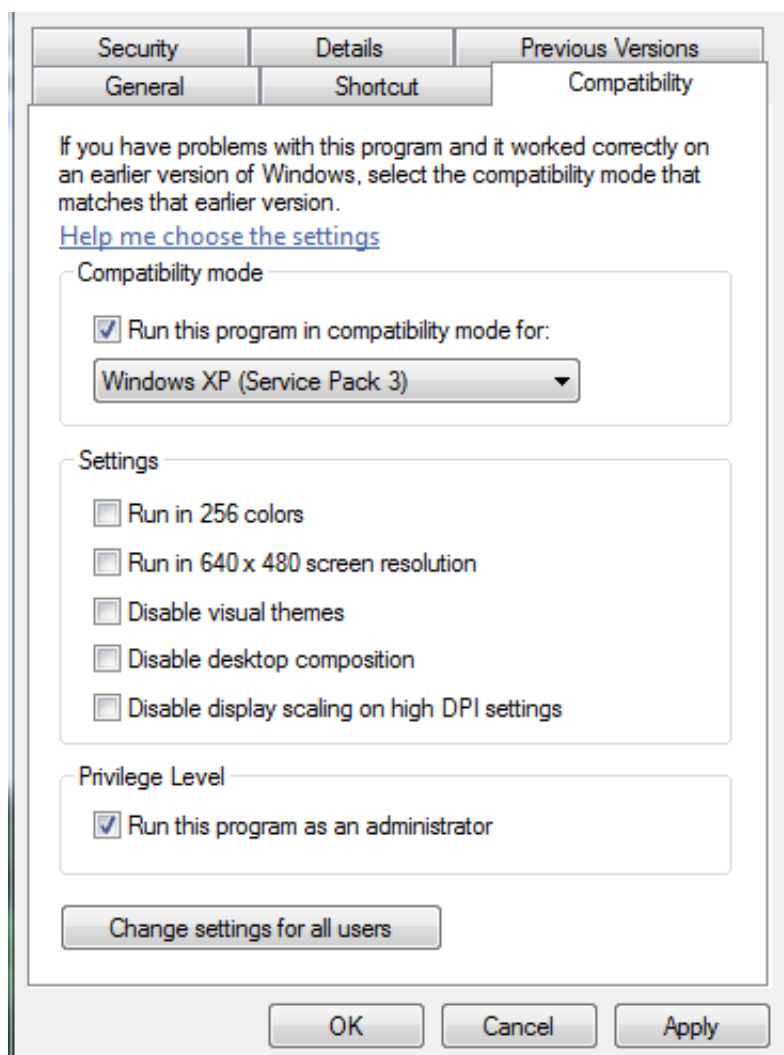 Security Details Previous Versions
General Shortcut Compatibility
If you have problems with this program and it worked correctly on
an earlier version of Windows, select the compatibility mode that
matches that earlier version.
Help me choose the settings
Compatibility mode
Run this program in compatibility mode for:
Windows XP (Service Pack 3)
Settings
Run in 256 colors
Run in 640 x 480 screen resolution
Disable visual themes
Disable desktop composition
Disable display scaling on high DPI settings
Privilege Level
Run this program as an administrator
Change settings for all users
OK Cancel Apply